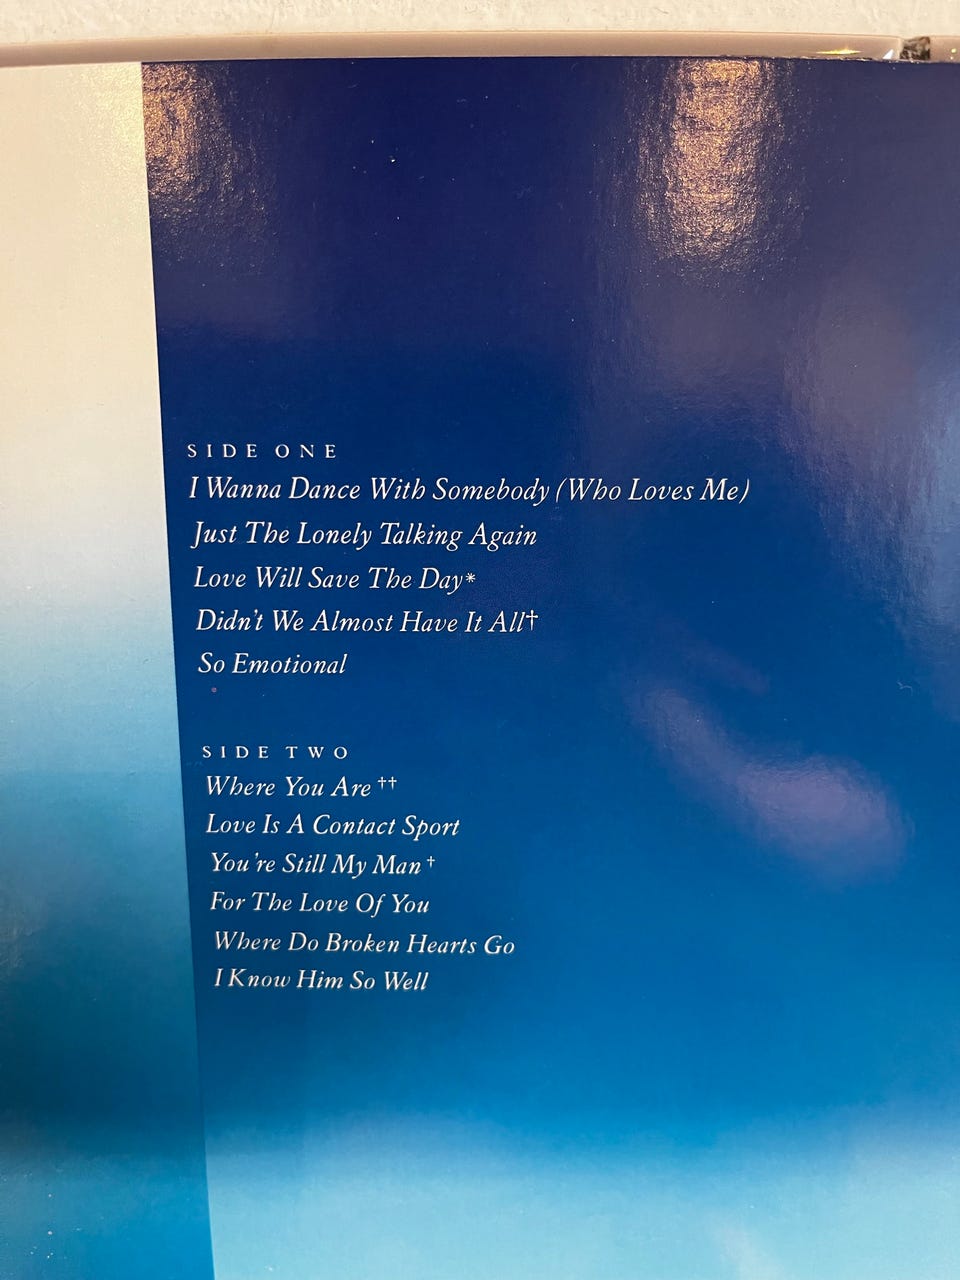 SIDE ONE
I Wanna Dance With Somebody (Who Loves Me)
Just The Lonely Talking Again
Love Will Save The Day*
Didn't We Almost Have It All†
So Emotional
SIDE TWO
Where You Are ††
Love Is A Contact Sport
You're Still My Man †
For The Love Of You
Where Do Broken Hearts Go
I Know Him So Well